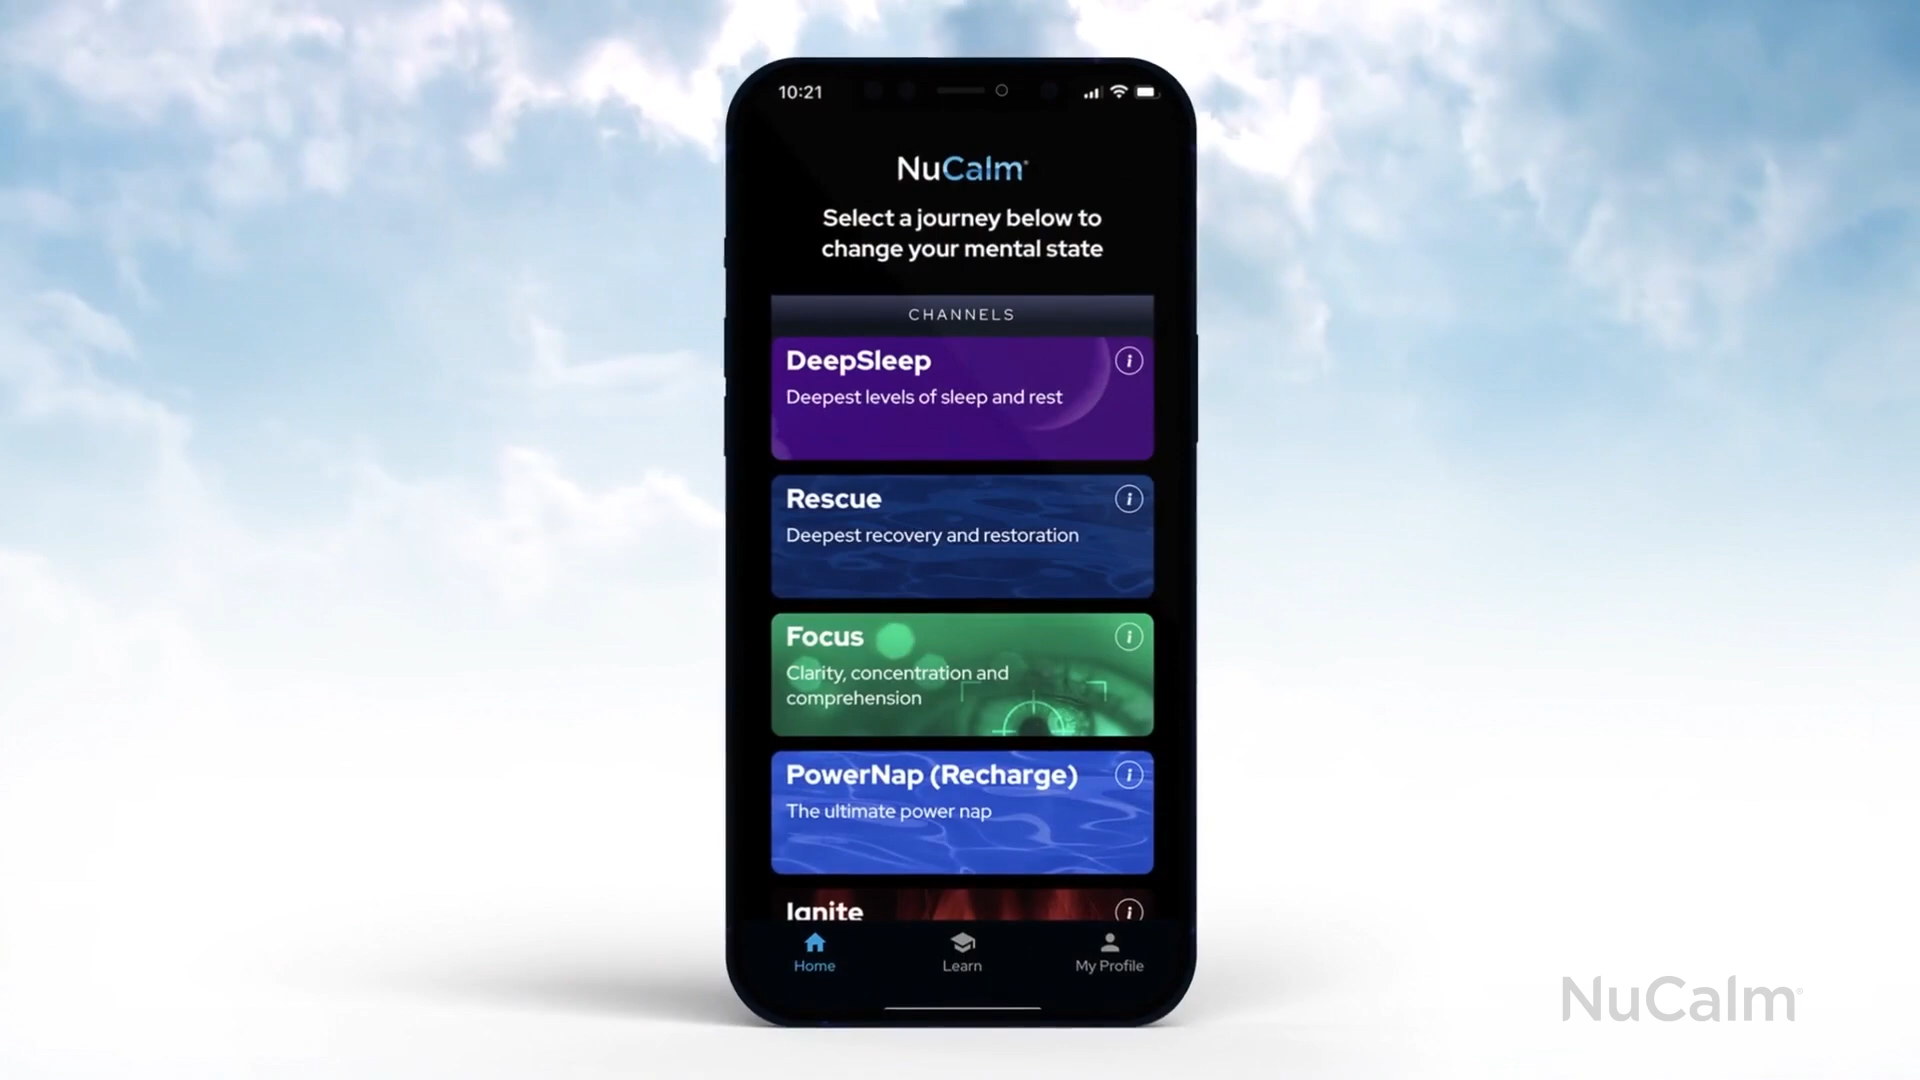 10:21
NuCalm
Select a journey below to
change your mental state
CHANNELS
DeepSleep
Deepest levels of sleep and rest
Rescue
Deepest recovery and restoration
Focus
Clarity, concentration and
comprehension
PowerNap (Recharge)
The ultimate power nap
Ignite
Home
Learn
My Profile
NuCalm